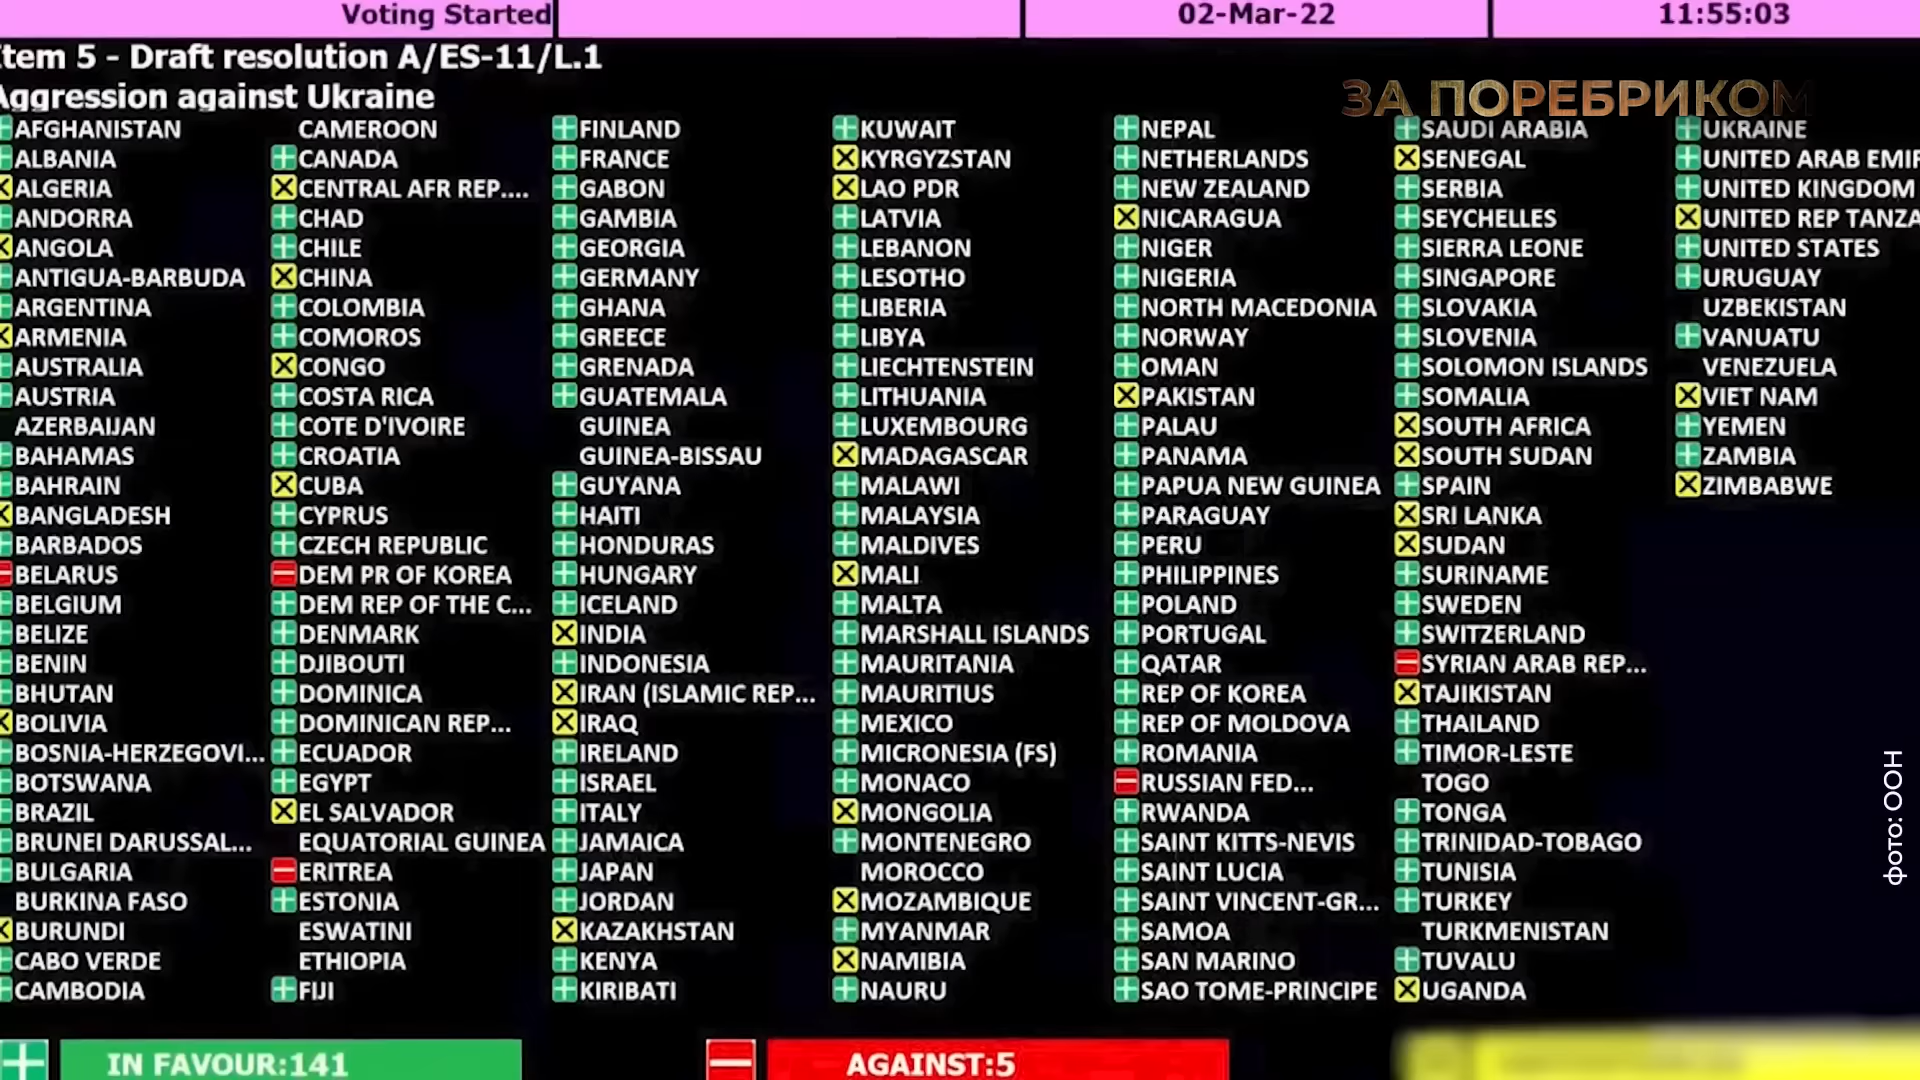 Voting Started 02-Mar-22 11:55:03
Item 5 - Draft resolution A/ES-11/L.1
Aggression against Ukraine
ЗА ПОРЕБРИКОМ
AFGHANISTAN
ALBANIA
ALGERIA
ANDORRA
ANGOLA
ANTIGUA-BARBUDA
ARGENTINA
ARMENIA
AUSTRALIA
AUSTRIA
AZERBAIJAN
BAHAMAS
BAHRAIN
BANGLADESH
BARBADOS
BELARUS
BELGIUM
BELIZE
BENIN
BHUTAN
BOLIVIA
BOSNIA-HERZEGOVI...
BOTSWANA
BRAZIL
BRUNEI DARUSSAL...
BULGARIA
BURKINA FASO
BURUNDI
CABO VERDE
CAMBODIA
CAMEROON
CANADA
CENTRAL AFR REP....
CHAD
CHILE
CHINA
COLOMBIA
COMOROS
CONGO
COSTA RICA
COTE D'IVOIRE
CROATIA
CUBA
CYPRUS
CZECH REPUBLIC
DEM PR OF KOREA
DEM REP OF THE C...
DENMARK
DJIBOUTI
DOMINICA
DOMINICAN REP...
ECUADOR
EGYPT
EL SALVADOR
EQUATORIAL GUINEA
ERITREA
ESTONIA
ESWATINI
ETHIOPIA
FIJI
FINLAND
FRANCE
GABON
GAMBIA
GEORGIA
GERMANY
GHANA
GREECE
GRENADA
GUATEMALA
GUINEA
GUINEA-BISSAU
GUYANA
HAITI
HONDURAS
HUNGARY
ICELAND
INDIA
INDONESIA
IRAN (ISLAMIC REP...
IRAQ
IRELAND
ISRAEL
ITALY
JAMAICA
JAPAN
JORDAN
KAZAKHSTAN
KENYA
KIRIBATI
KUWAIT
KYRGYZSTAN
LAO PDR
LATVIA
LEBANON
LESOTHO
LIBERIA
LIBYA
LIECHTENSTEIN
LITHUANIA
LUXEMBOURG
MADAGASCAR
MALAWI
MALAYSIA
MALDIVES
MALI
MALTA
MARSHALL ISLANDS
MAURITANIA
MAURITIUS
MEXICO
MICRONESIA (FS)
MONACO
MONGOLIA
MONTENEGRO
MOROCCO
MOZAMBIQUE
MYANMAR
NAMIBIA
NAURU
NEPAL
NETHERLANDS
NEW ZEALAND
NICARAGUA
NIGER
NIGERIA
NORTH MACEDONIA
NORWAY
OMAN
PAKISTAN
PALAU
PANAMA
PAPUA NEW GUINEA
PARAGUAY
PERU
PHILIPPINES
POLAND
PORTUGAL
QATAR
REP OF KOREA
REP OF MOLDOVA
ROMANIA
RUSSIAN FED...
RWANDA
SAINT KITTS-NEVIS
SAINT LUCIA
SAINT VINCENT-GR...
SAMOA
SAN MARINO
SAO TOME-PRINCIPE
SAUDI ARABIA
SENEGAL
SERBIA
SEYCHELLES
SIERRA LEONE
SINGAPORE
SLOVAKIA
SLOVENIA
SOLOMON ISLANDS
SOMALIA
SOUTH AFRICA
SOUTH SUDAN
SPAIN
SRI LANKA
SUDAN
SURINAME
SWEDEN
SWITZERLAND
SYRIAN ARAB REP...
TAJIKISTAN
THAILAND
TIMOR-LESTE
TOGO
TONGA
TRINIDAD-TOBAGO
TUNISIA
TURKEY
TURKMENISTAN
TUVALU
UGANDA
UKRAINE
UNITED ARAB EMIR
UNITED KINGDOM
UNITED REP TANZA
UNITED STATES
URUGUAY
UZBEKISTAN
VANUATU
VENEZUELA
VIET NAM
YEMEN
ZAMBIA
ZIMBABWE
фото: ООН
IN FAVOUR:141
AGAINST:5